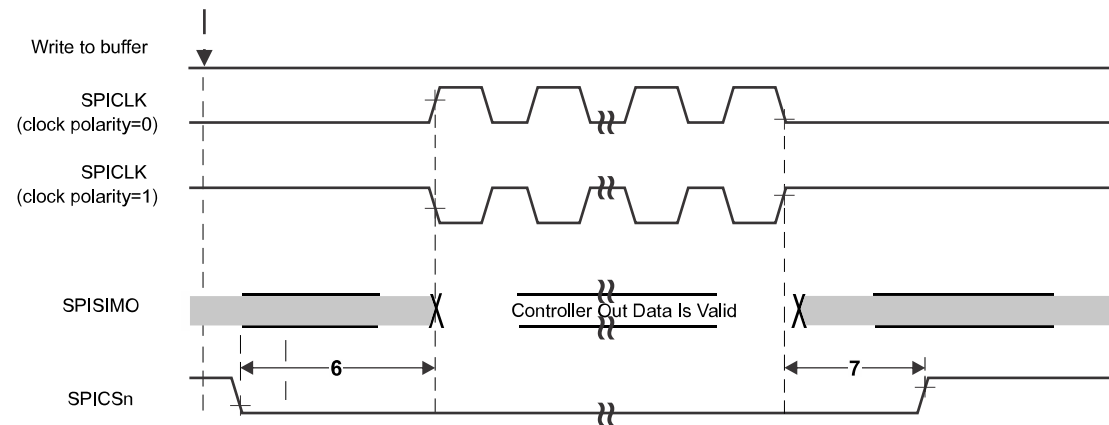 Write to buffer
SPICLK
(clock polarity=0)
SPICLK
(clock polarity=1)
SPISIMO
Controller Out Data Is Valid
6
7
SPICSn